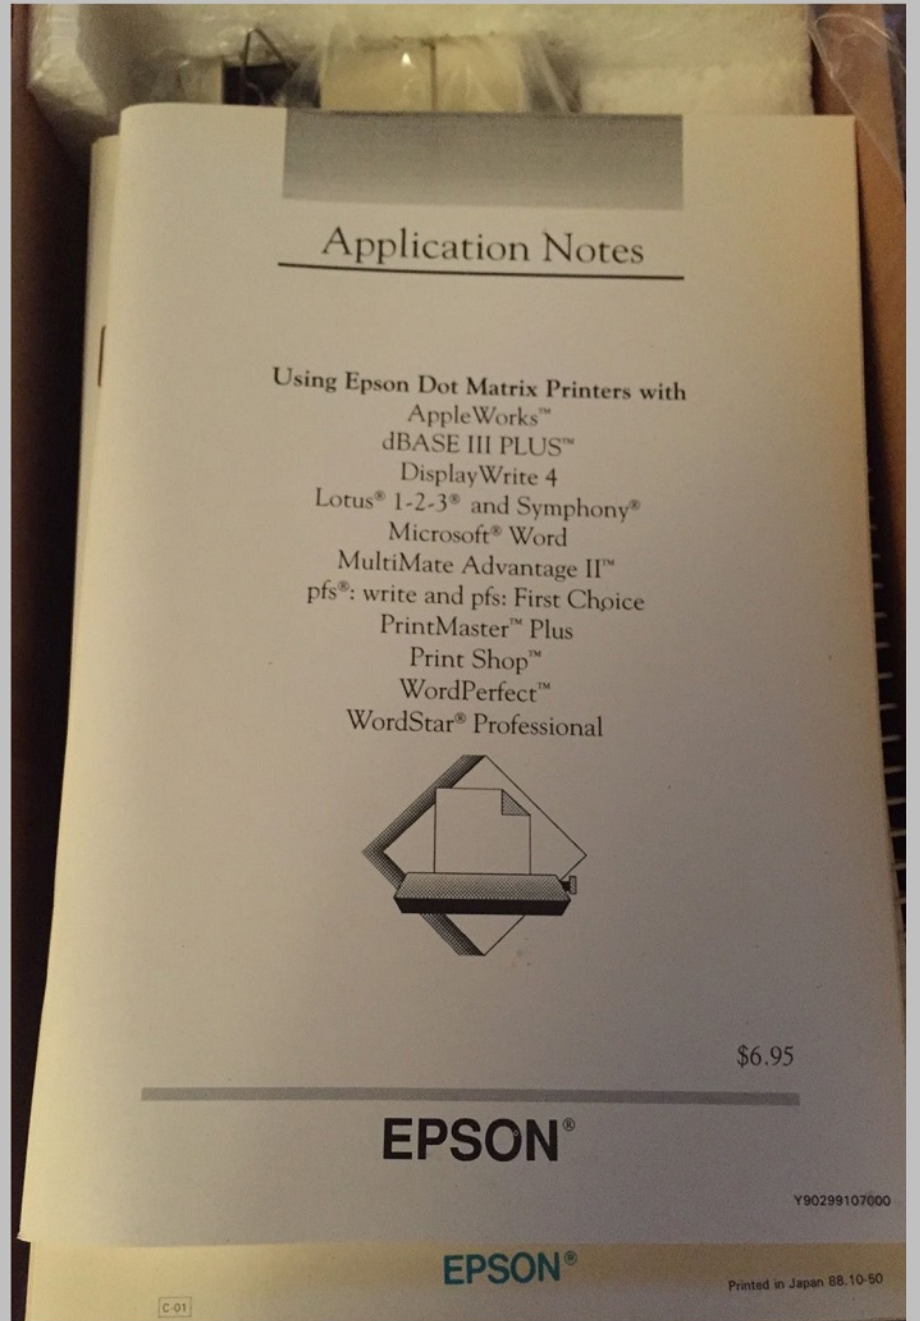 Application Notes
Using Epson Dot Matrix Printers with
AppleWorks™
dBASE III PLUS™
DisplayWrite 4
Lotus® 1-2-3® and Symphony®
Microsoft® Word
MultiMate Advantage II™
pfs®: write and pfs: First Choice
PrintMaster™ Plus
Print Shop™
WordPerfect™
WordStar® Professional
$6.95
EPSON®
Y90299107000
EPSON®
Printed in Japan 88.10-50
C-01